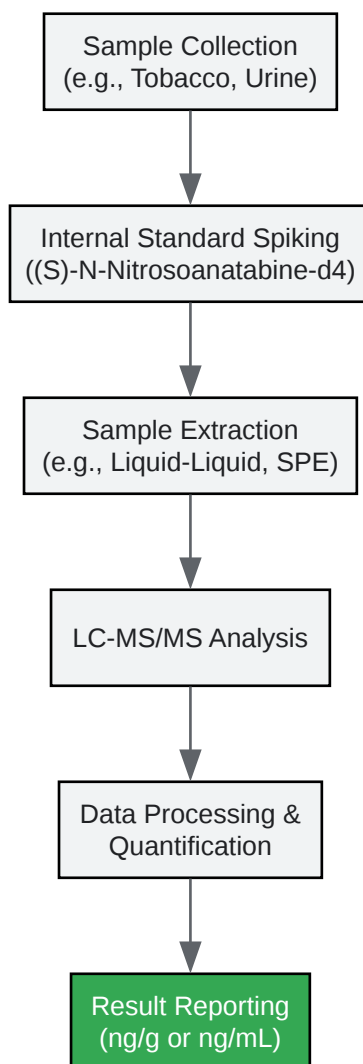 Sample Collection
(e.g., Tobacco, Urine)
Internal Standard Spiking
((S)-N-Nitrosoanatabine-d4)
Sample Extraction
(e.g., Liquid-Liquid, SPE)
LC-MS/MS Analysis
Data Processing &
Quantification
Result Reporting
(ng/g or ng/mL)